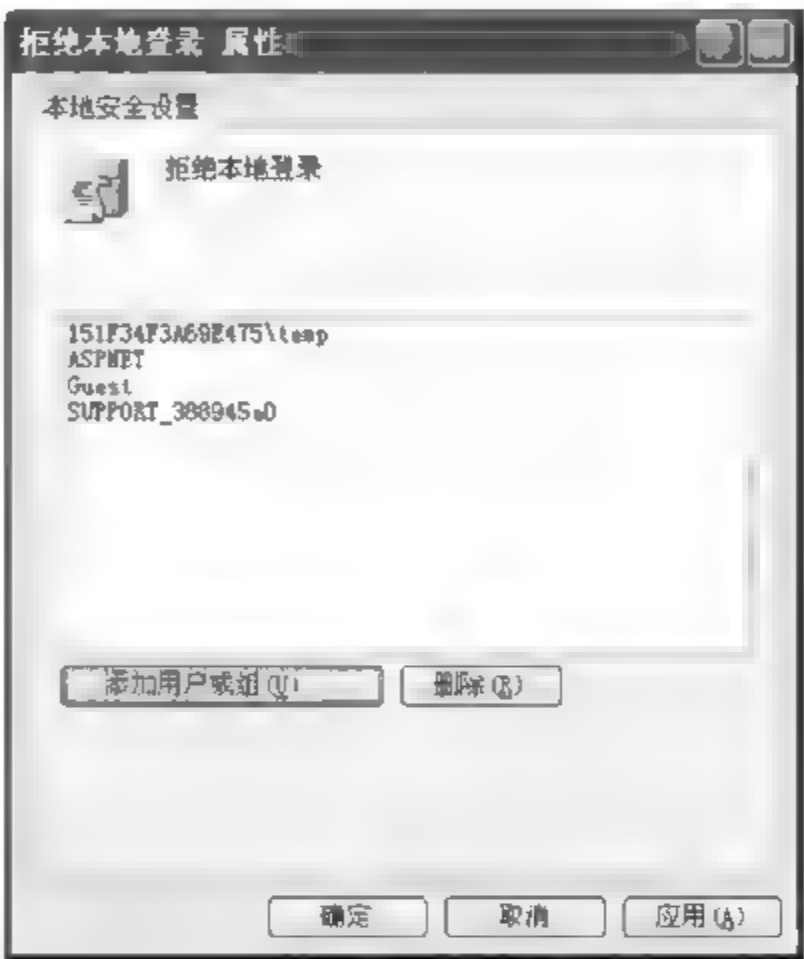 拒绝本地登录 属性
本地安全设置
拒绝本地登录
151F34F3A69E475\temp
ASPNET
Guest
SUPPORT_388945a0
添加用户或组(U)
删除(R)
确定
取消
应用(A)